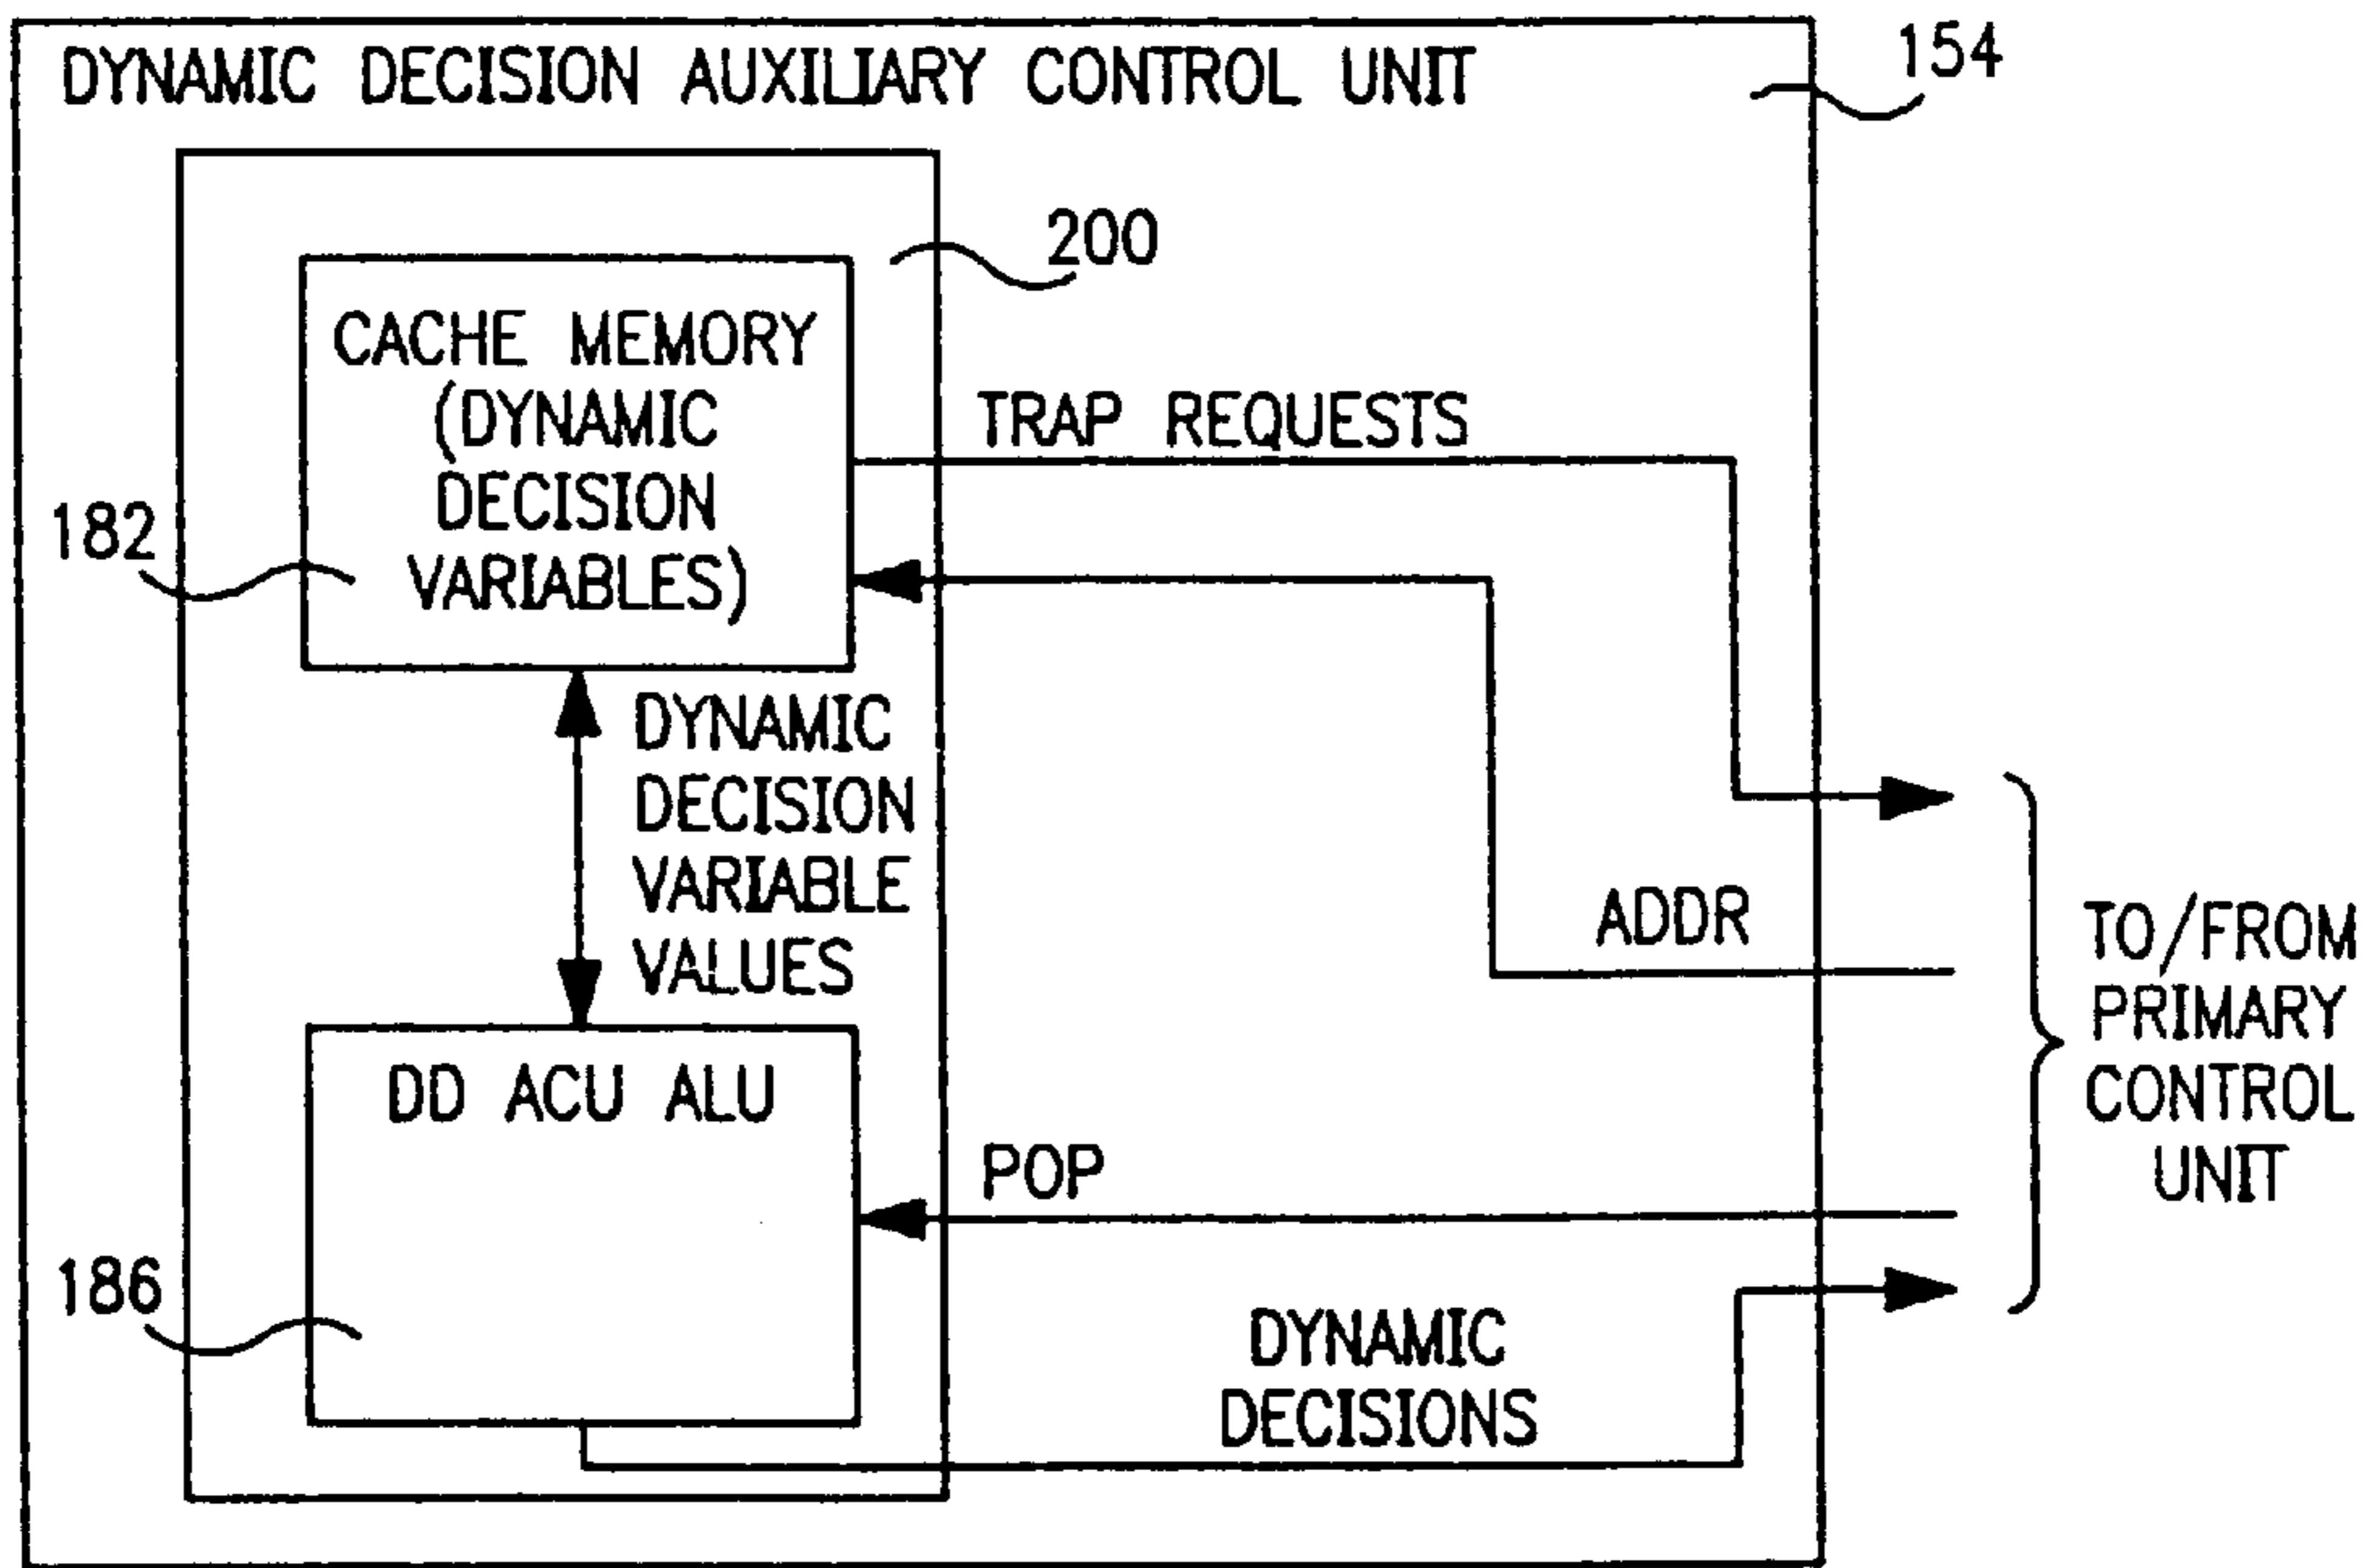 DYNAMIC DECISION AUXILIARY CONTROL UNIT
154
200
CACHE MEMORY
(DYNAMIC
DECISION
VARIABLES)
182
TRAP REQUESTS
DYNAMIC
DECISION
VARIABLE
VALUES
ADDR
TO/FROM
PRIMARY
CONTROL
UNIT
DD ACU ALU
POP
186
DYNAMIC
DECISIONS